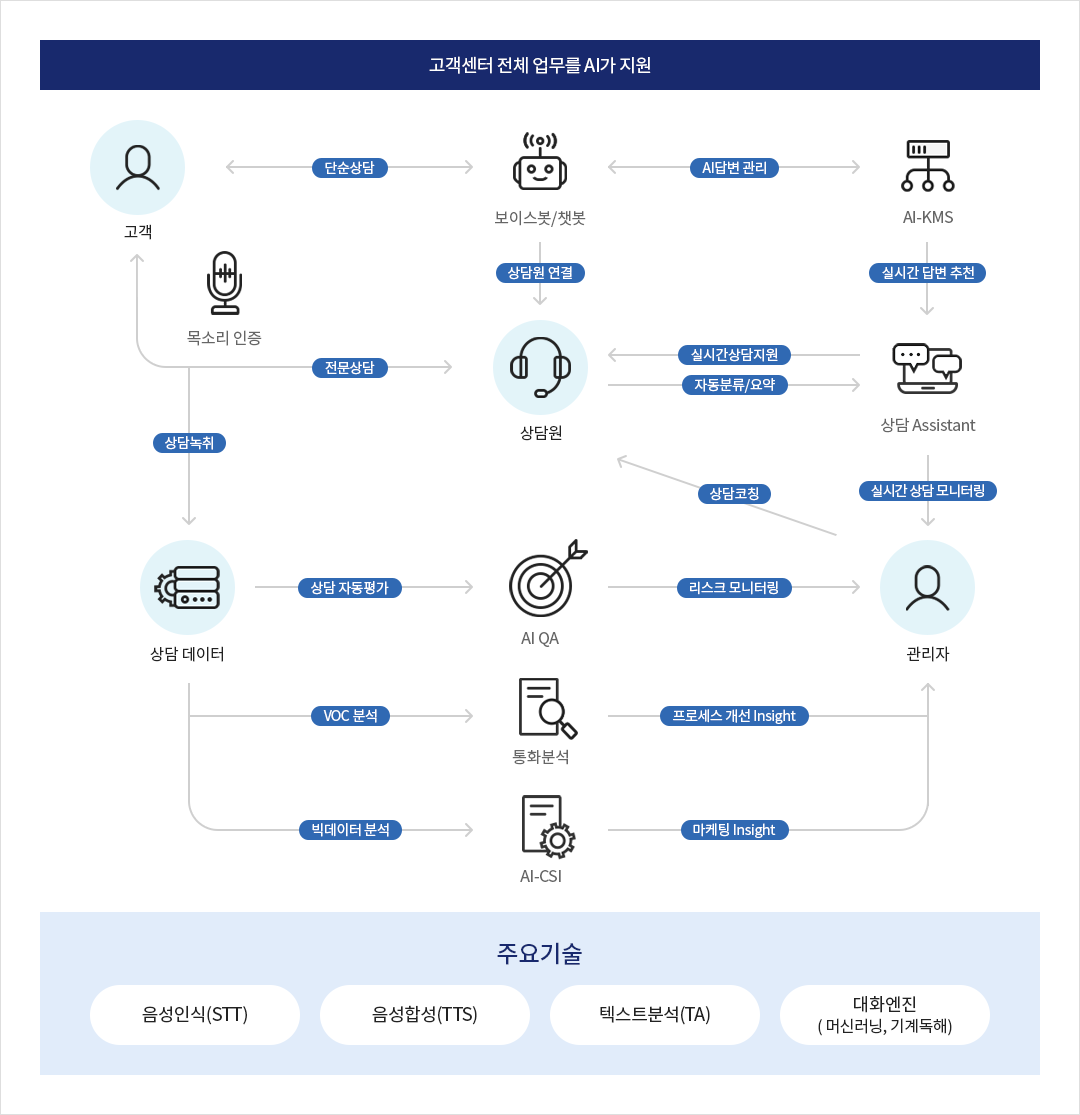 고객센터 전체 업무를 AI가 지원
단순상담
AI답변 관리
보이스봇/챗봇
AI-KMS
고객
상담원 연결
실시간 답변 추천
목소리 인증
전문상담
실시간상담지원
자동분류/요약
상담원
상담 Assistant
상담녹취
상담코칭
실시간 상담 모니터링
상담 자동평가
리스크 모니터링
AI QA
상담 데이터
관리자
VOC 분석
프로세스 개선 Insight
통화분석
빅데이터 분석
마케팅 Insight
AI-CSI
주요기술
음성인식(STT)
음성합성(TTS)
텍스트분석(TA)
대화엔진
( 머신러닝, 기계독해)